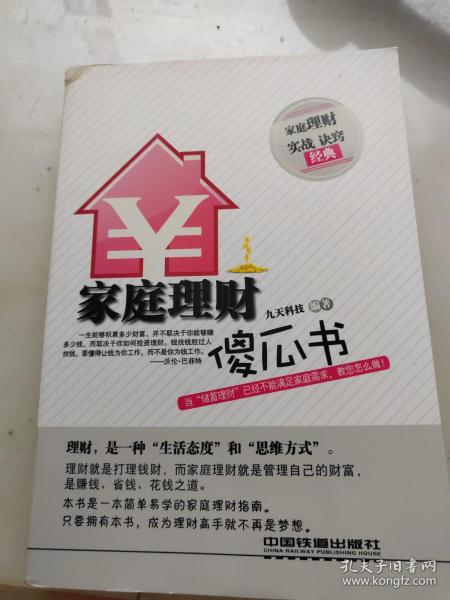 家庭理财
实战 诀窍
经典
¥
家庭理财
九天科技 编著
一生能够积累多少财富，并不取决于你能够赚
多少钱，而取决于你如何投资理财。钱找钱胜过人
找钱，要懂得让钱为你工作，而不是你为钱工作。
——沃伦·巴菲特
傻瓜书
当“储蓄理财”已经不能满足家庭需求，教您怎么做！
理财，是一种“生活态度”和“思维方式”。
理财就是打理钱财，而家庭理财就是管理自己的财富，
是赚钱、省钱、花钱之道。
本书是一本简单易学的家庭理财指南。
只要拥有本书，成为理财高手就不再是梦想。
中国铁道出版社
CHINA RAILWAY PUBLISHING HOUSE
孔夫子旧书网
www.kongfz.com